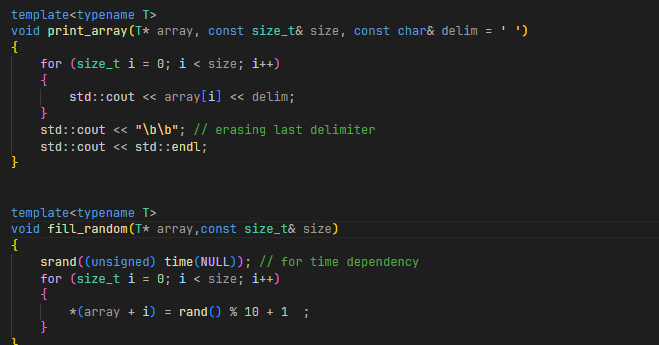 template<typename T>
void print_array(T* array, const size_t& size, const char& delim = ' ')
{
    for (size_t i = 0; i < size; i++)
    {
        std::cout << array[i] << delim;
    }
    std::cout << "\b\b"; // erasing last delimiter
    std::cout << std::endl;
}
template<typename T>
void fill_random(T* array,const size_t& size)
{
    srand((unsigned) time(NULL)); // for time dependency
    for (size_t i = 0; i < size; i++)
    {
        *(array + i) = rand() % 10 + 1  ;
    }
}